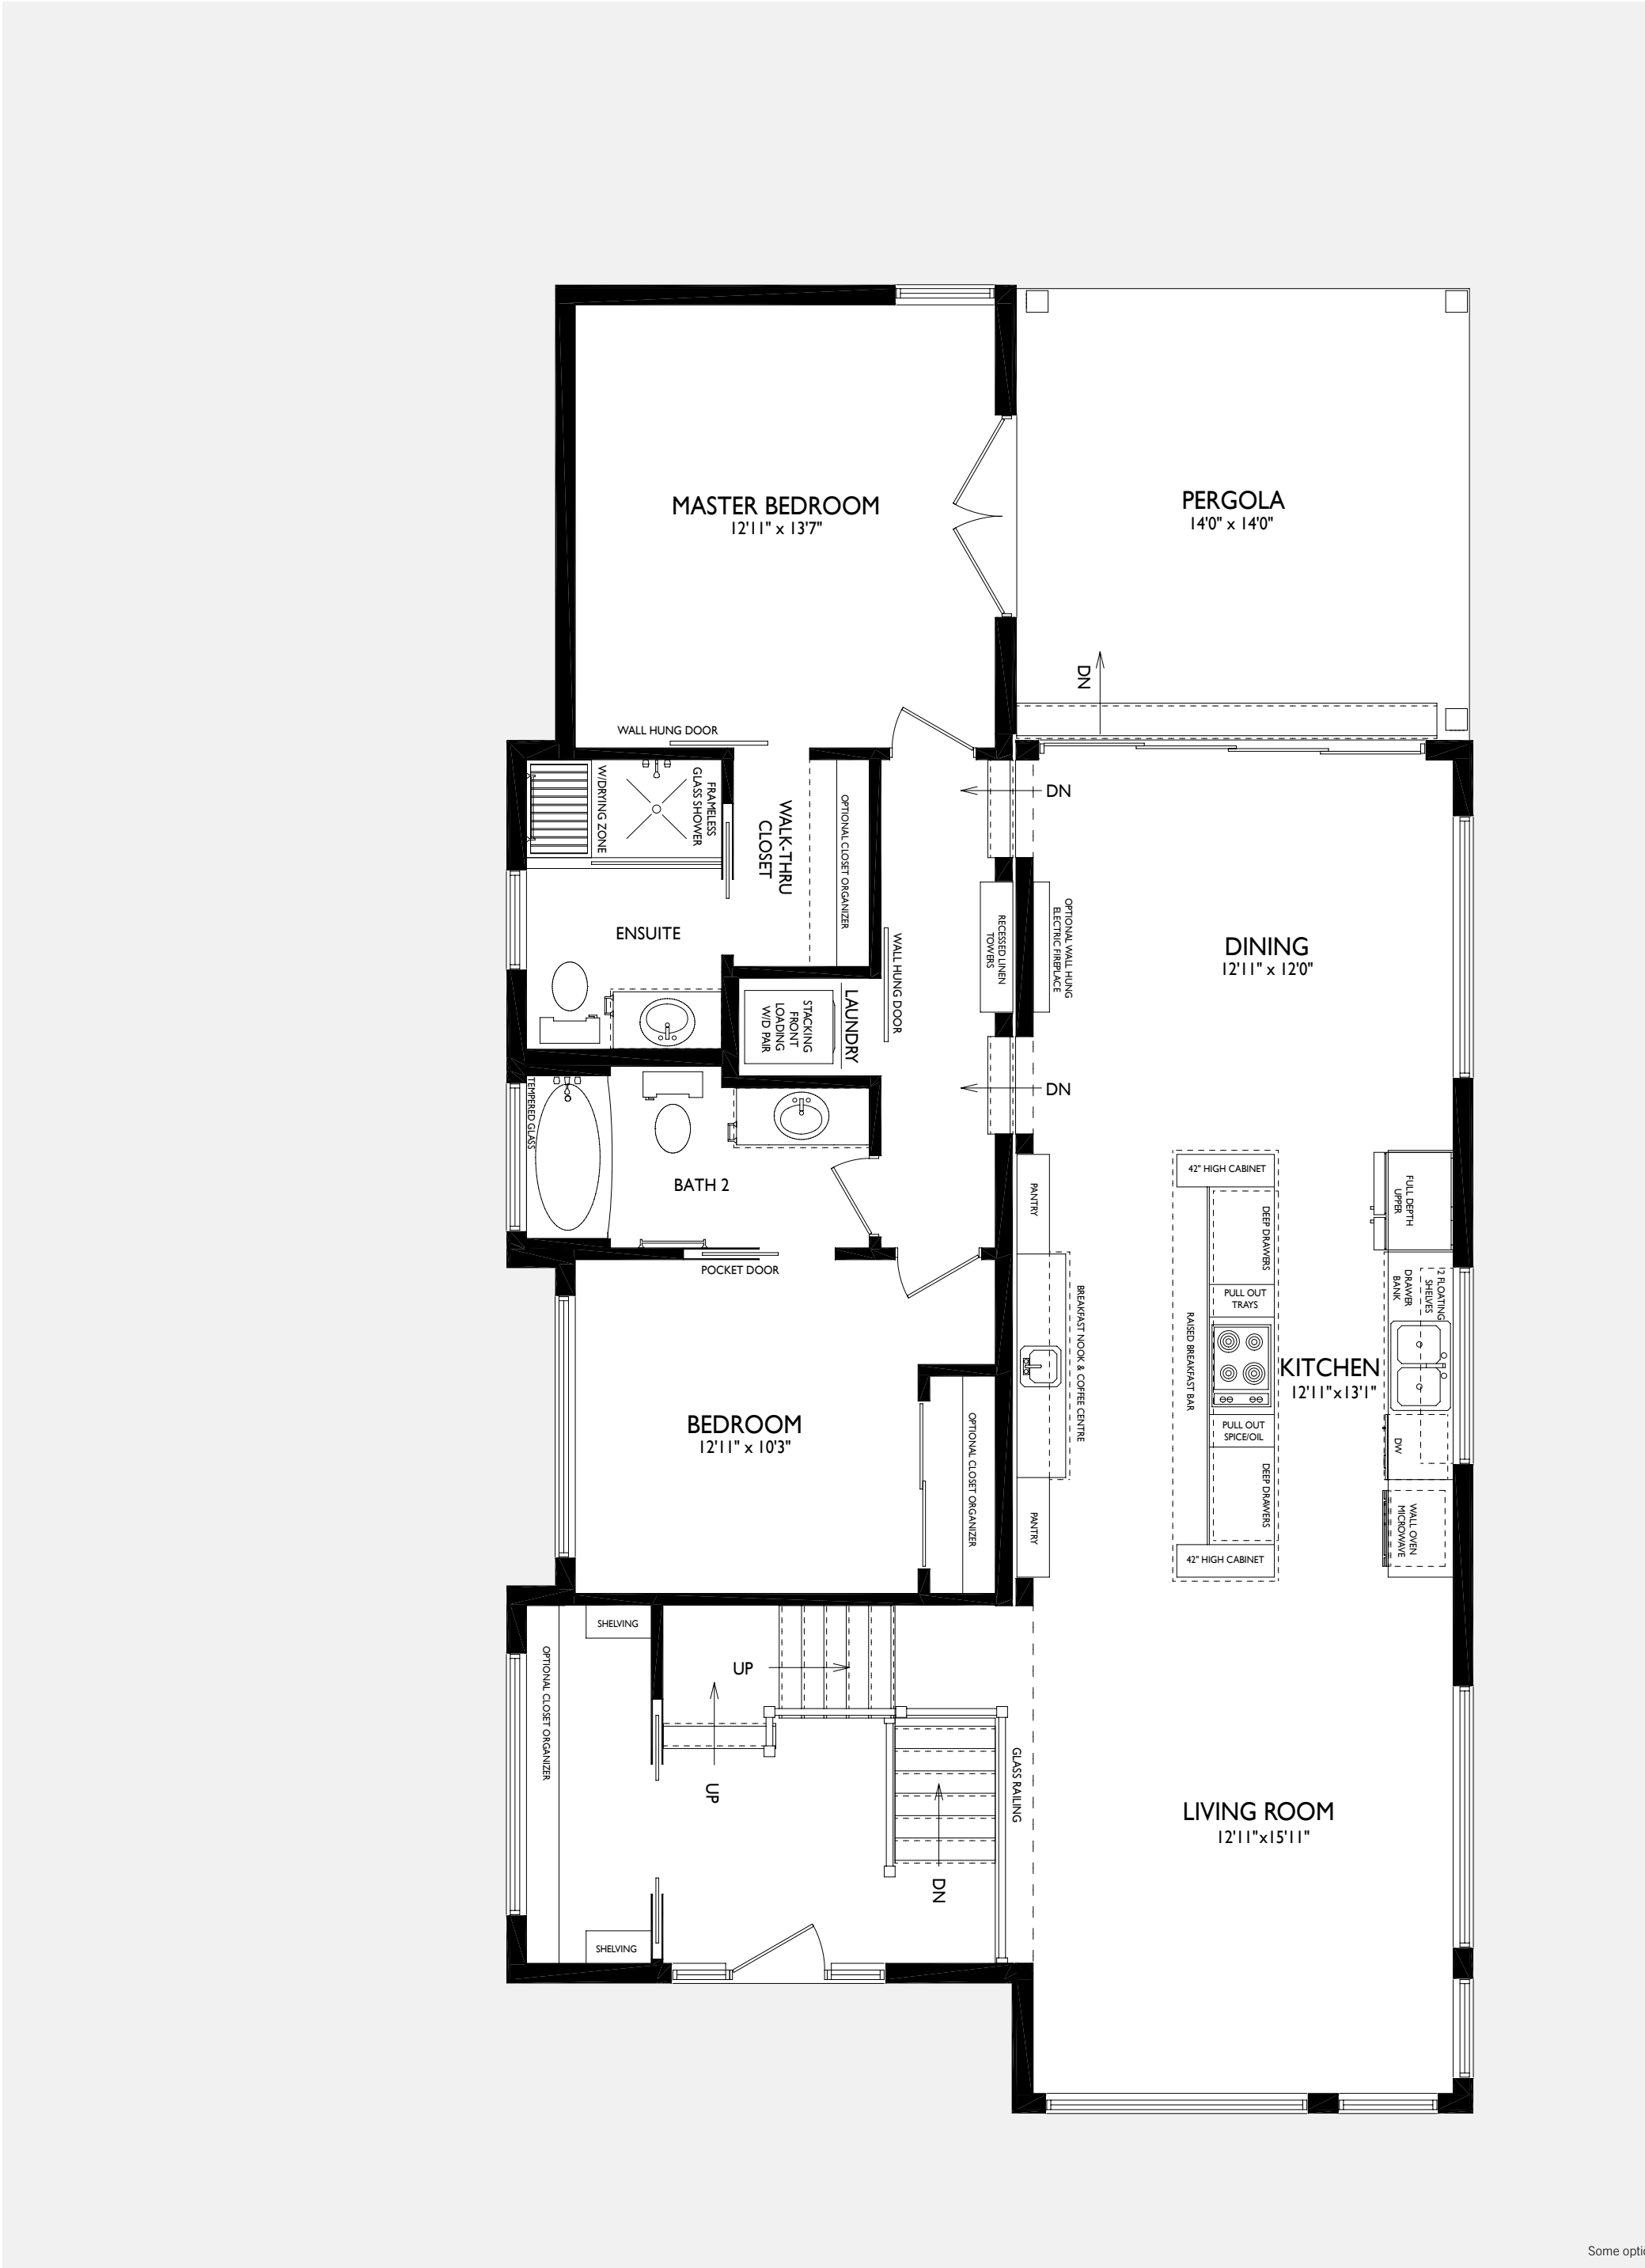 MASTER BEDROOM
12'11" x 13'7"
PERGOLA
14'0" x 14'0"
DN
WALL HUNG DOOR
W/DRYING ZONE
FRAMELESS
GLASS SHOWER
WALK-THRU
CLOSET
OPTIONAL CLOSET ORGANIZER
DN
ENSUITE
WALL HUNG DOOR
RECESSED LINEN
TOWERS
OPTIONAL WALL HUNG
ELECTRIC FIREPLACE
DINING
12'11" x 12'0"
STACKING
FRONT
LOADING
W/D PAIR
LAUNDRY
TEMPERED GLASS
DN
BATH 2
POCKET DOOR
PANTRY
42" HIGH CABINET
DEEP DRAWERS
FULL DEPTH
UPPER
PULL OUT
TRAYS
DRAWER
BANK
12 FLOATING
SHELVES
BREAKFAST NOOK & COFFEE CENTRE
RAISED BREAKFAST BAR
KITCHEN
12'11"x13'1"
BEDROOM
12'11" x 10'3"
OPTIONAL CLOSET ORGANIZER
PULL OUT
SPICE/OIL
DW
DEEP DRAWERS
WALL OVEN
MICROWAVE
PANTRY
42" HIGH CABINET
SHELVING
OPTIONAL CLOSET ORGANIZER
UP
UP
GLASS RAILING
DN
LIVING ROOM
12'11"x15'11"
SHELVING
Some